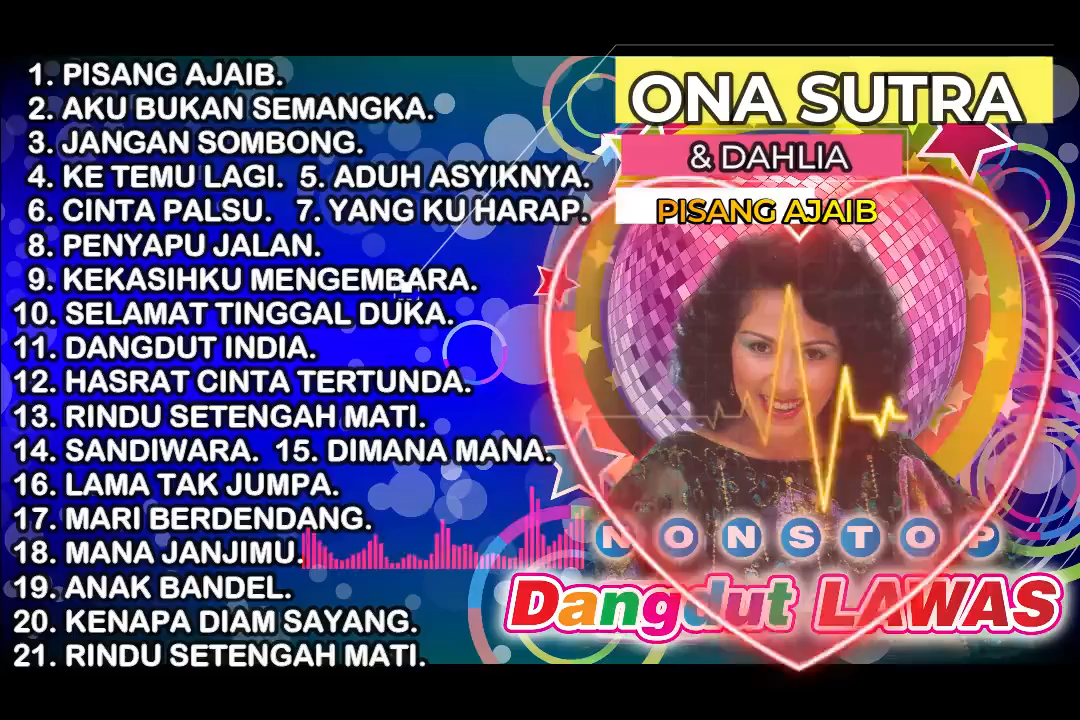 1. PISANG AJAIB.
2. AKU BUKAN SEMANGKA.
3. JANGAN SOMBONG.
4. KE TEMU LAGI. 5. ADUH ASYIKNYA.
6. CINTA PALSU. 7. YANG KU HARAP.
8. PENYAPU JALAN.
9. KEKASIHKU MENGEMBARA.
10. SELAMAT TINGGAL DUKA.
11. DANGDUT INDIA.
12. HASRAT CINTA TERTUNDA.
13. RINDU SETENGAH MATI.
14. SANDIWARA. 15. DIMANA MANA.
16. LAMA TAK JUMPA.
17. MARI BERDENDANG.
18. MANA JANJIMU.
19. ANAK BANDEL.
20. KENAPA DIAM SAYANG.
21. RINDU SETENGAH MATI.
ONA SUTRA
& DAHLIA
PISANG AJAIB
NONSTOP
Dangdut LAWAS